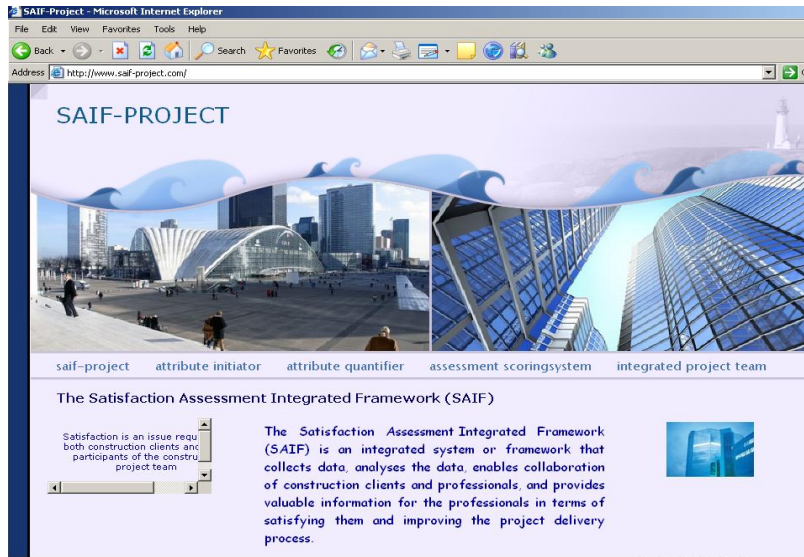 SAIF-Project - Microsoft Internet Explorer
File Edit View Favorites Tools Help
Back Search Favorites
Address http://www.saif-project.com/
SAIF-PROJECT
saif-project attribute initiator attribute quantifier assessment scoringsystem integrated project team
The Satisfaction Assessment Integrated Framework (SAIF)
Satisfaction is an issue requ
both construction clients and
participants of the constru
project team
The Satisfaction Assessment Integrated Framework
(SAIF) is an integrated system or framework that
collects data, analyses the data, enables collaboration
of construction clients and professionals, and provides
valuable information for the professionals in terms of
satisfying them and improving the project delivery
process.